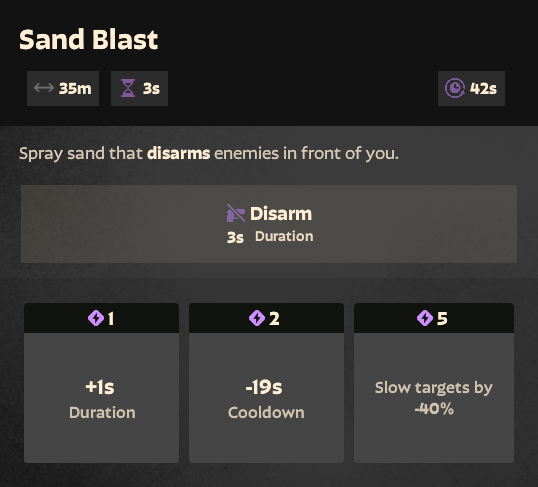 Sand Blast
35m 3s 42s
Spray sand that disarms enemies in front of you.
Disarm
3s Duration
1 2 5
+1s -19s Slow targets by
Duration Cooldown -40%